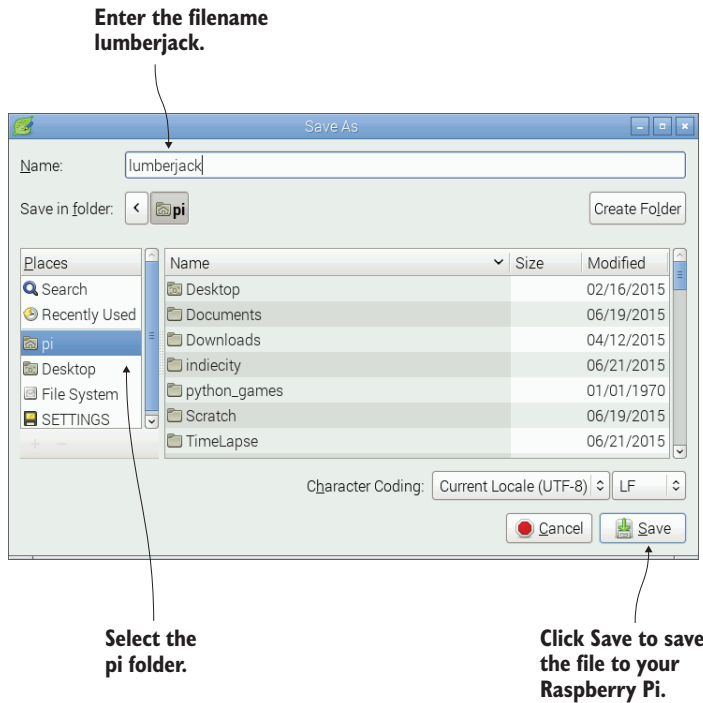 Enter the filename
lumberjack.
Save As
Name: lumberjack
Save in folder: < pi Create Folder
Places Name Size Modified
Search Desktop 02/16/2015
Recently Used Documents 06/19/2015
pi Downloads 04/12/2015
Desktop indiecity 06/21/2015
File System python_games 01/01/1970
SETTINGS Scratch 06/19/2015
TimeLapse 06/21/2015
Character Coding: Current Locale (UTF-8) LF
Cancel Save
Select the
pi folder.
Click Save to save
the file to your
Raspberry Pi.